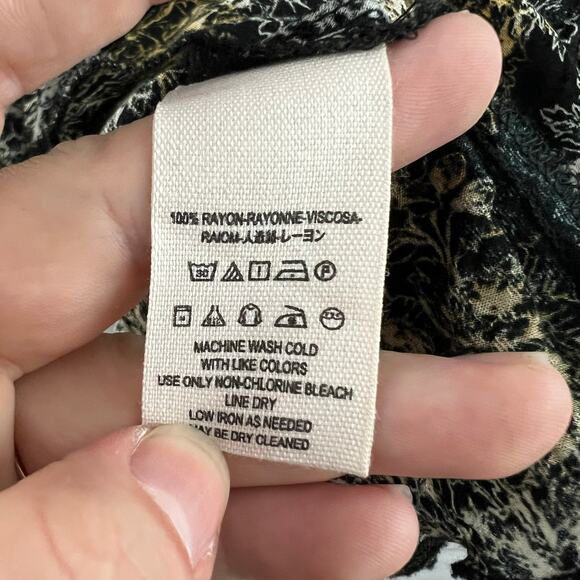 100% RAYON-RAYONNE-VISCOSA-
RAIOM-人造絲-レーヨン
30 P
MACHINE WASH COLD
WITH LIKE COLORS
USE ONLY NON-CHLORINE BLEACH
LINE DRY
LOW IRON AS NEEDED
MAY BE DRY CLEANED